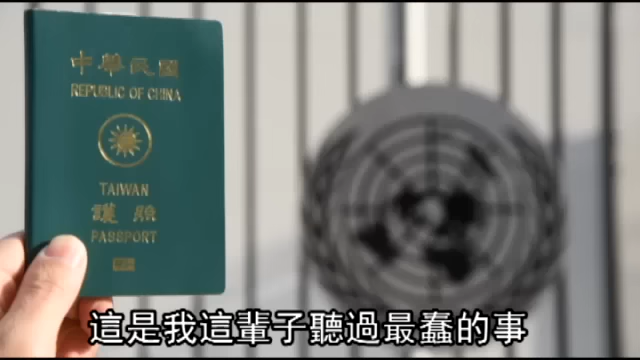 中華民國
REPUBLIC OF CHINA
TAIWAN
護照
PASSPORT
這是我這輩子聽過最蠢的事